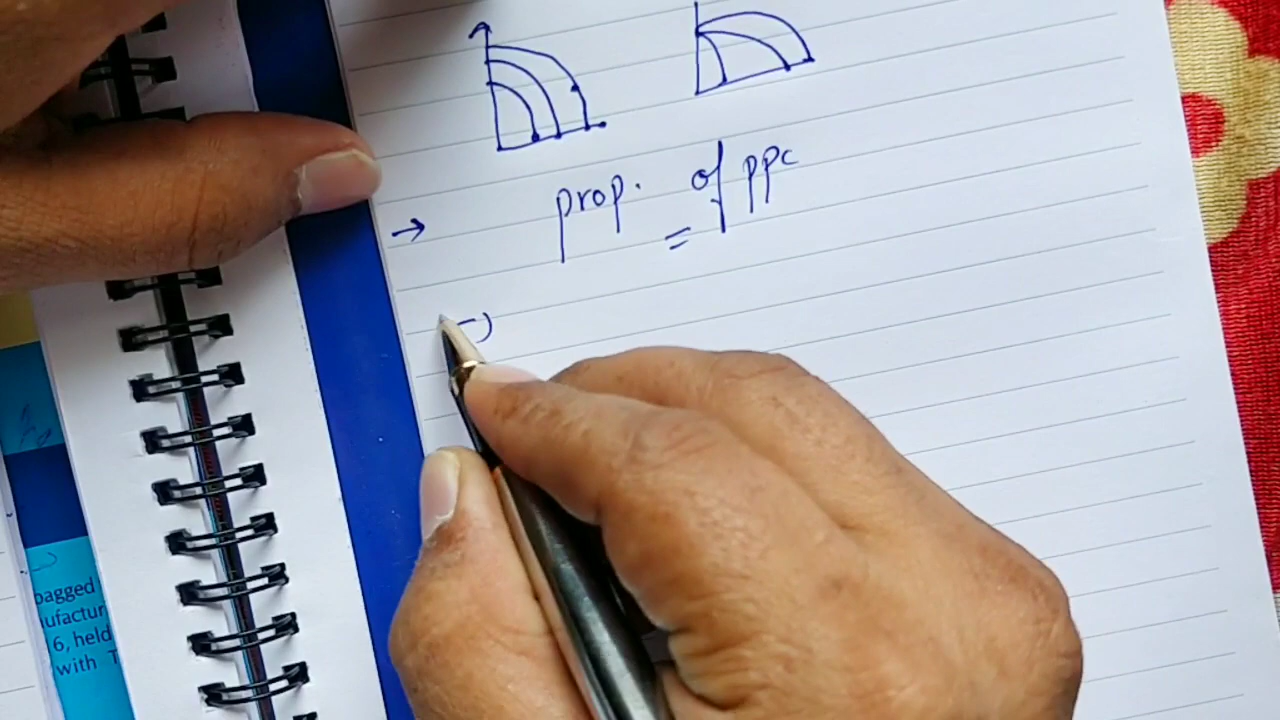 → prop. of ppc
bagged
ufactur
6, held
with T